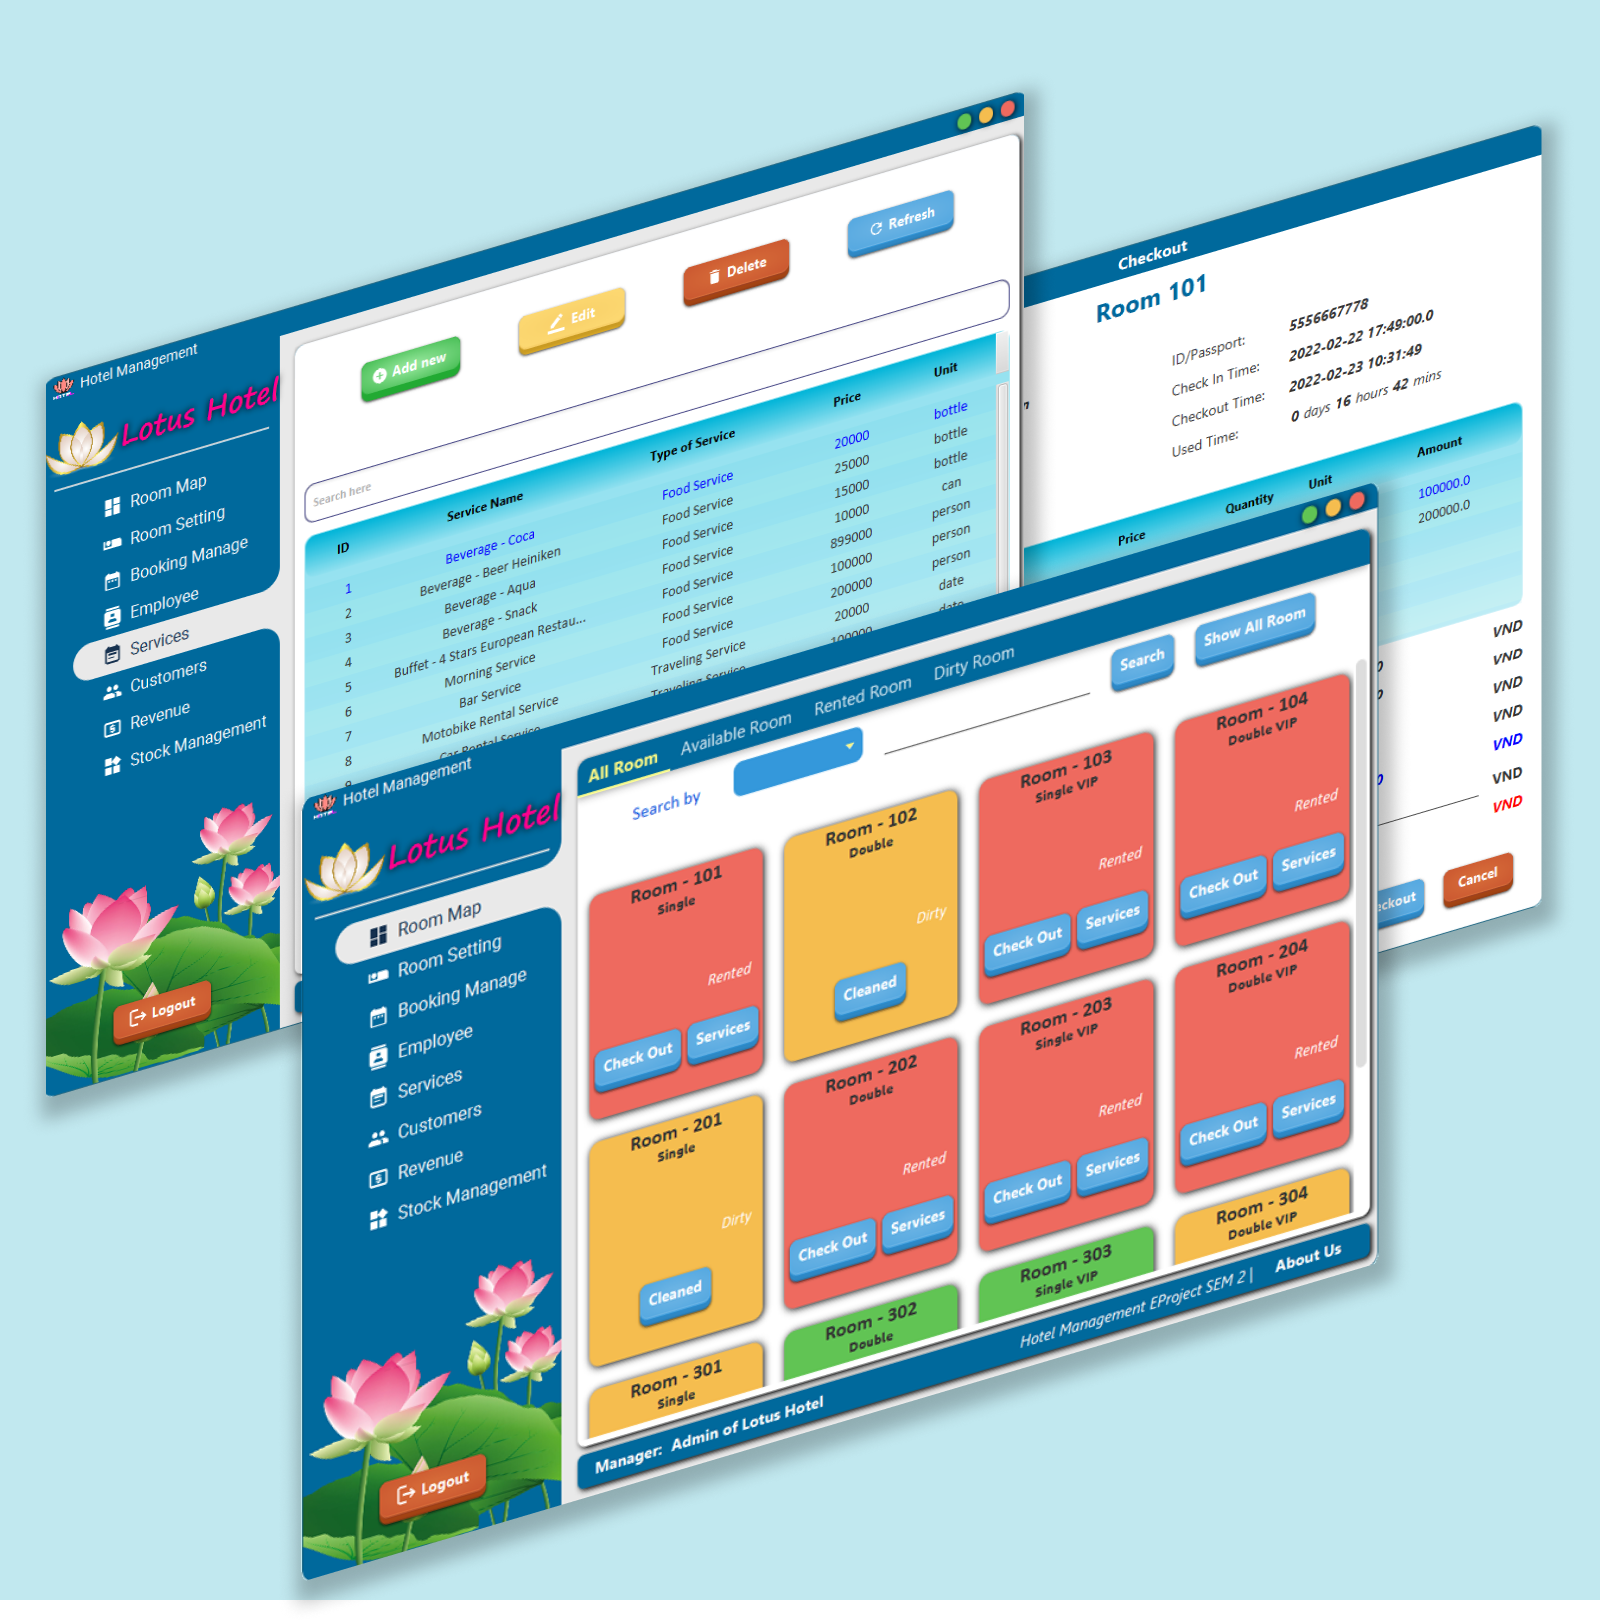 Hotel Management
Lotus Hotel
Room Map
Room Setting
Booking Manage
Employee
Services
Customers
Revenue
Stock Management
Logout
Add new
Edit
Delete
Refresh
Search here
ID Service Name Type of Service Price Unit
1 Beverage - Coca Food Service 20000 bottle
2 Beverage - Beer Heiniken Food Service 25000 bottle
3 Beverage - Aqua Food Service 15000 bottle
4 Beverage - Snack Food Service 10000 can
5 Buffet - 4 Stars European Restau... Food Service 899000 person
6 Morning Service Food Service 100000 person
7 Bar Service Food Service 200000 person
8 Motobike Rental Service Traveling Service 20000 date
9 Car Rental Service Traveling Service 100000 date
Checkout
Room 101
ID/Passport: 5556667778
Check In Time: 2022-02-22 17:49:00.0
Checkout Time: 2022-02-23 10:31:49
Used Time: 0 days 16 hours 42 mins
Price Quantity Unit Amount
100000.0
200000.0
VND
VND
VND
VND
VND
VND
VND
eckout
Cancel
Hotel Management
Lotus Hotel
Room Map
Room Setting
Booking Manage
Employee
Services
Customers
Revenue
Stock Management
Logout
All Room Available Room Rented Room Dirty Room
Search by
Search
Show All Room
Room - 101
Single
Rented
Check Out Services
Room - 102
Double
Dirty
Cleaned
Room - 103
Single VIP
Rented
Check Out Services
Room - 104
Double VIP
Rented
Check Out Services
Room - 201
Single
Dirty
Cleaned
Room - 202
Double
Rented
Check Out Services
Room - 203
Single VIP
Rented
Check Out Services
Room - 204
Double VIP
Rented
Check Out Services
Room - 301
Single
Room - 302
Double
Room - 303
Single VIP
Room - 304
Double VIP
Manager: Admin of Lotus Hotel
Hotel Management EProject SEM 2 |
About Us